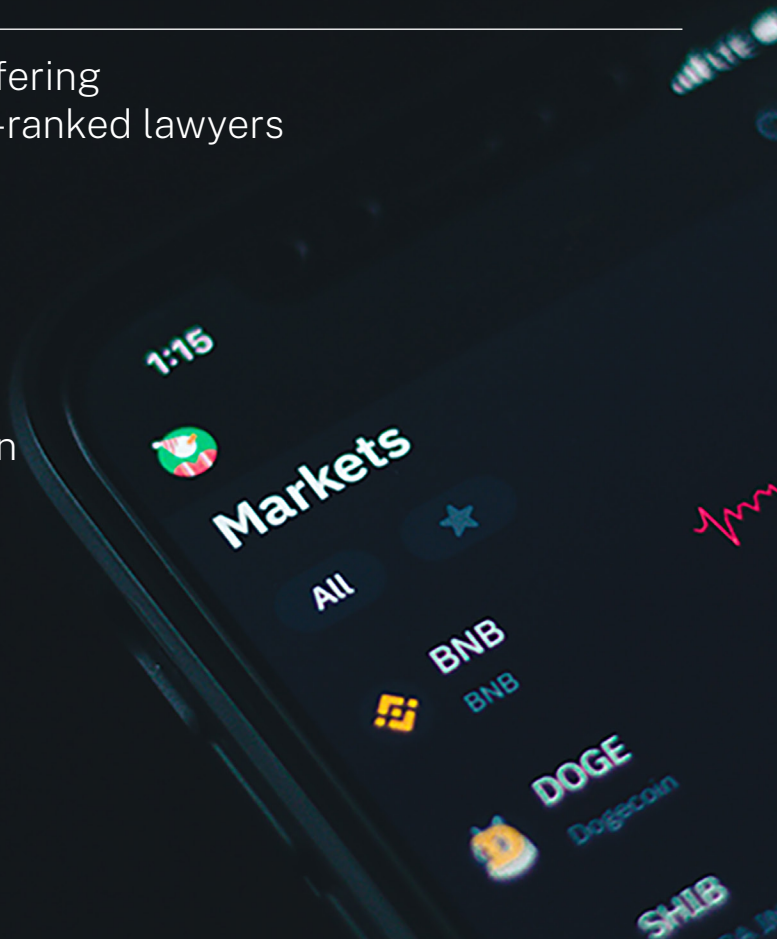 fering
-ranked lawyers
1:15
n
Markets
All
BNB
BNB
DOGE
Dogecoin
SHIB